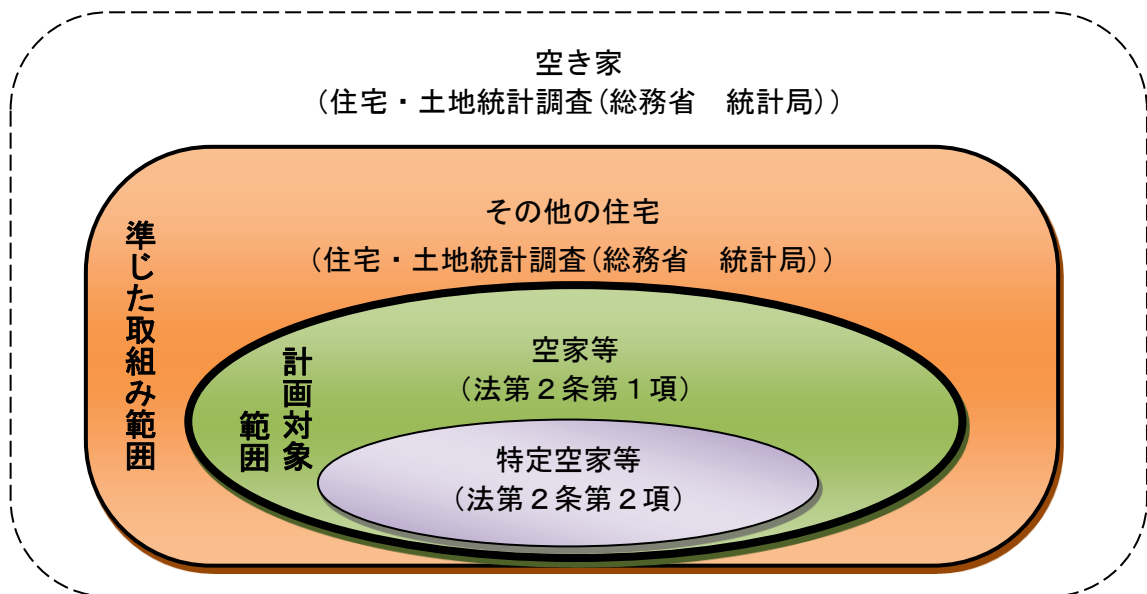 空き家
（住宅・土地統計調査（総務省　統計局））
その他の住宅
（住宅・土地統計調査（総務省　統計局））
準じた取組み範囲
計画対象
範囲
空家等
（法第２条第１項）
特定空家等
（法第２条第２項）